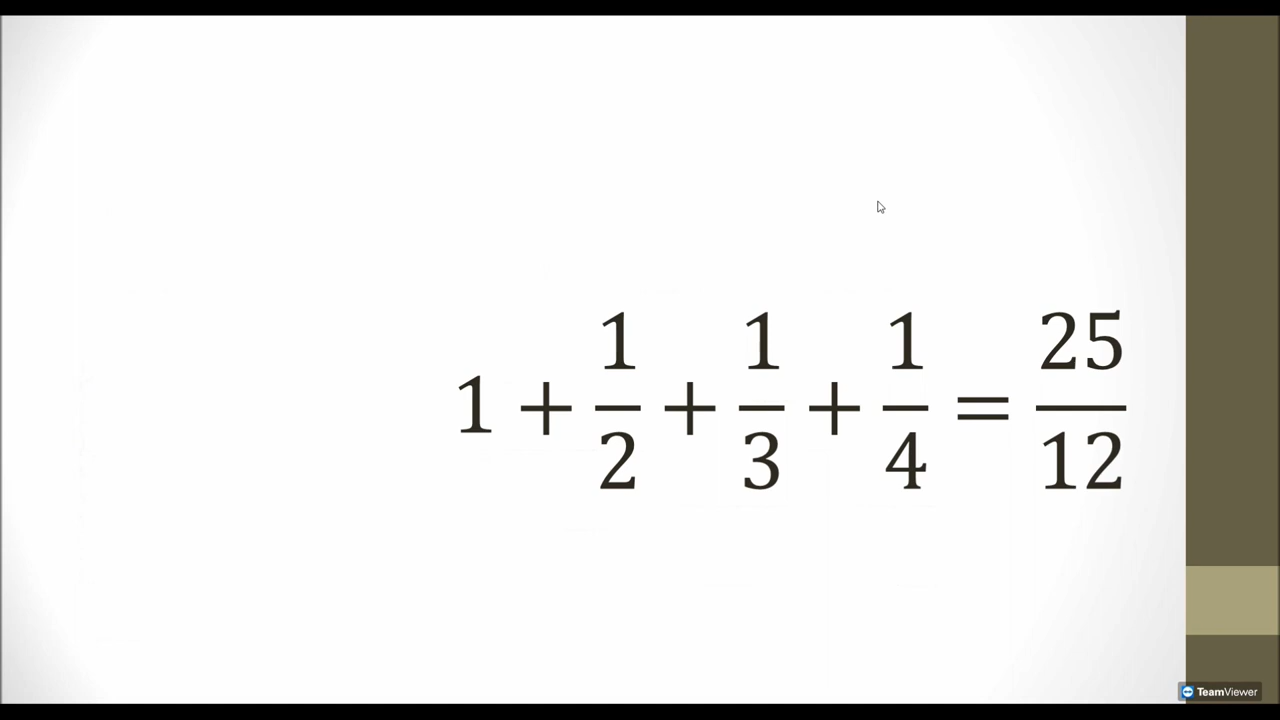 1 + 1/2 + 1/3 + 1/4 = 25/12
TeamViewer